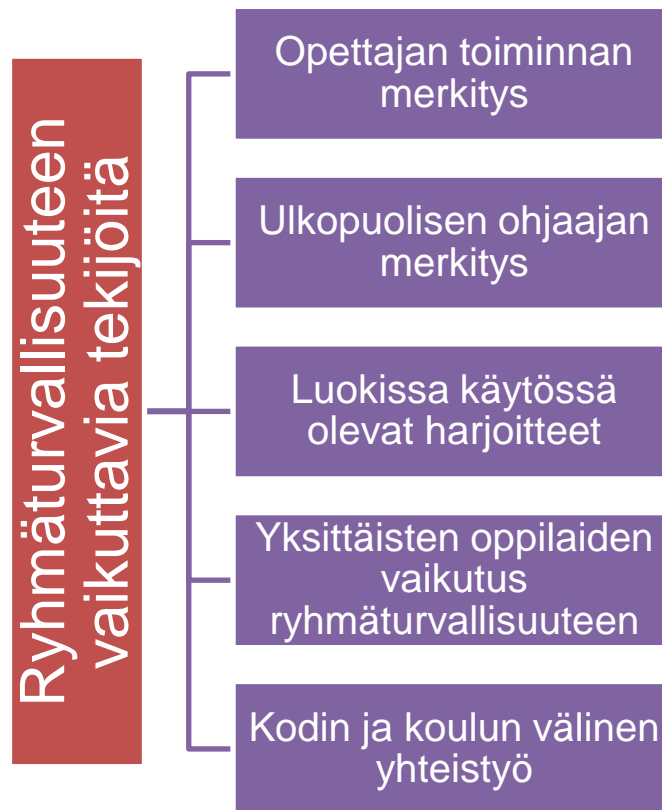 Ryhmäturvallisuuteen
vaikuttavia tekijöitä
Opettajan toiminnan
merkitys
Ulkopuolisen ohjaajan
merkitys
Luokissa käytössä
olevat harjoitteet
Yksittäisten oppilaiden
vaikutus
ryhmäturvallisuuteen
Kodin ja koulun välinen
yhteistyö